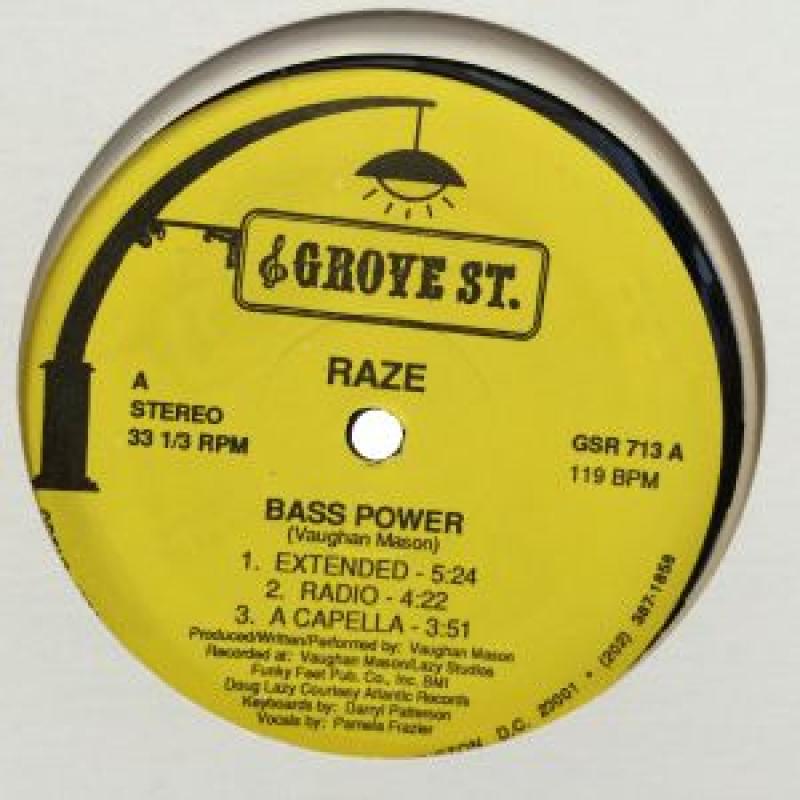 GROVE ST.
RAZE
A
STEREO
33 1/3 RPM
GSR 713 A
119 BPM
BASS POWER
(Vaughan Mason)
1. EXTENDED - 5:24
2. RADIO - 4:22
3. A CAPELLA - 3:51
Produced/Written/Performed by: Vaughan Mason
Recorded at: Vaughan Mason/Lazy Studios
Funky Feet Pub. Co., Inc. BMI
Doug Lazy Courtesy Atlantic Records
Keyboards by: Darryl Patterson
Vocals by: Pamela Frazier
D.C. 20001 • (202) 387-1858